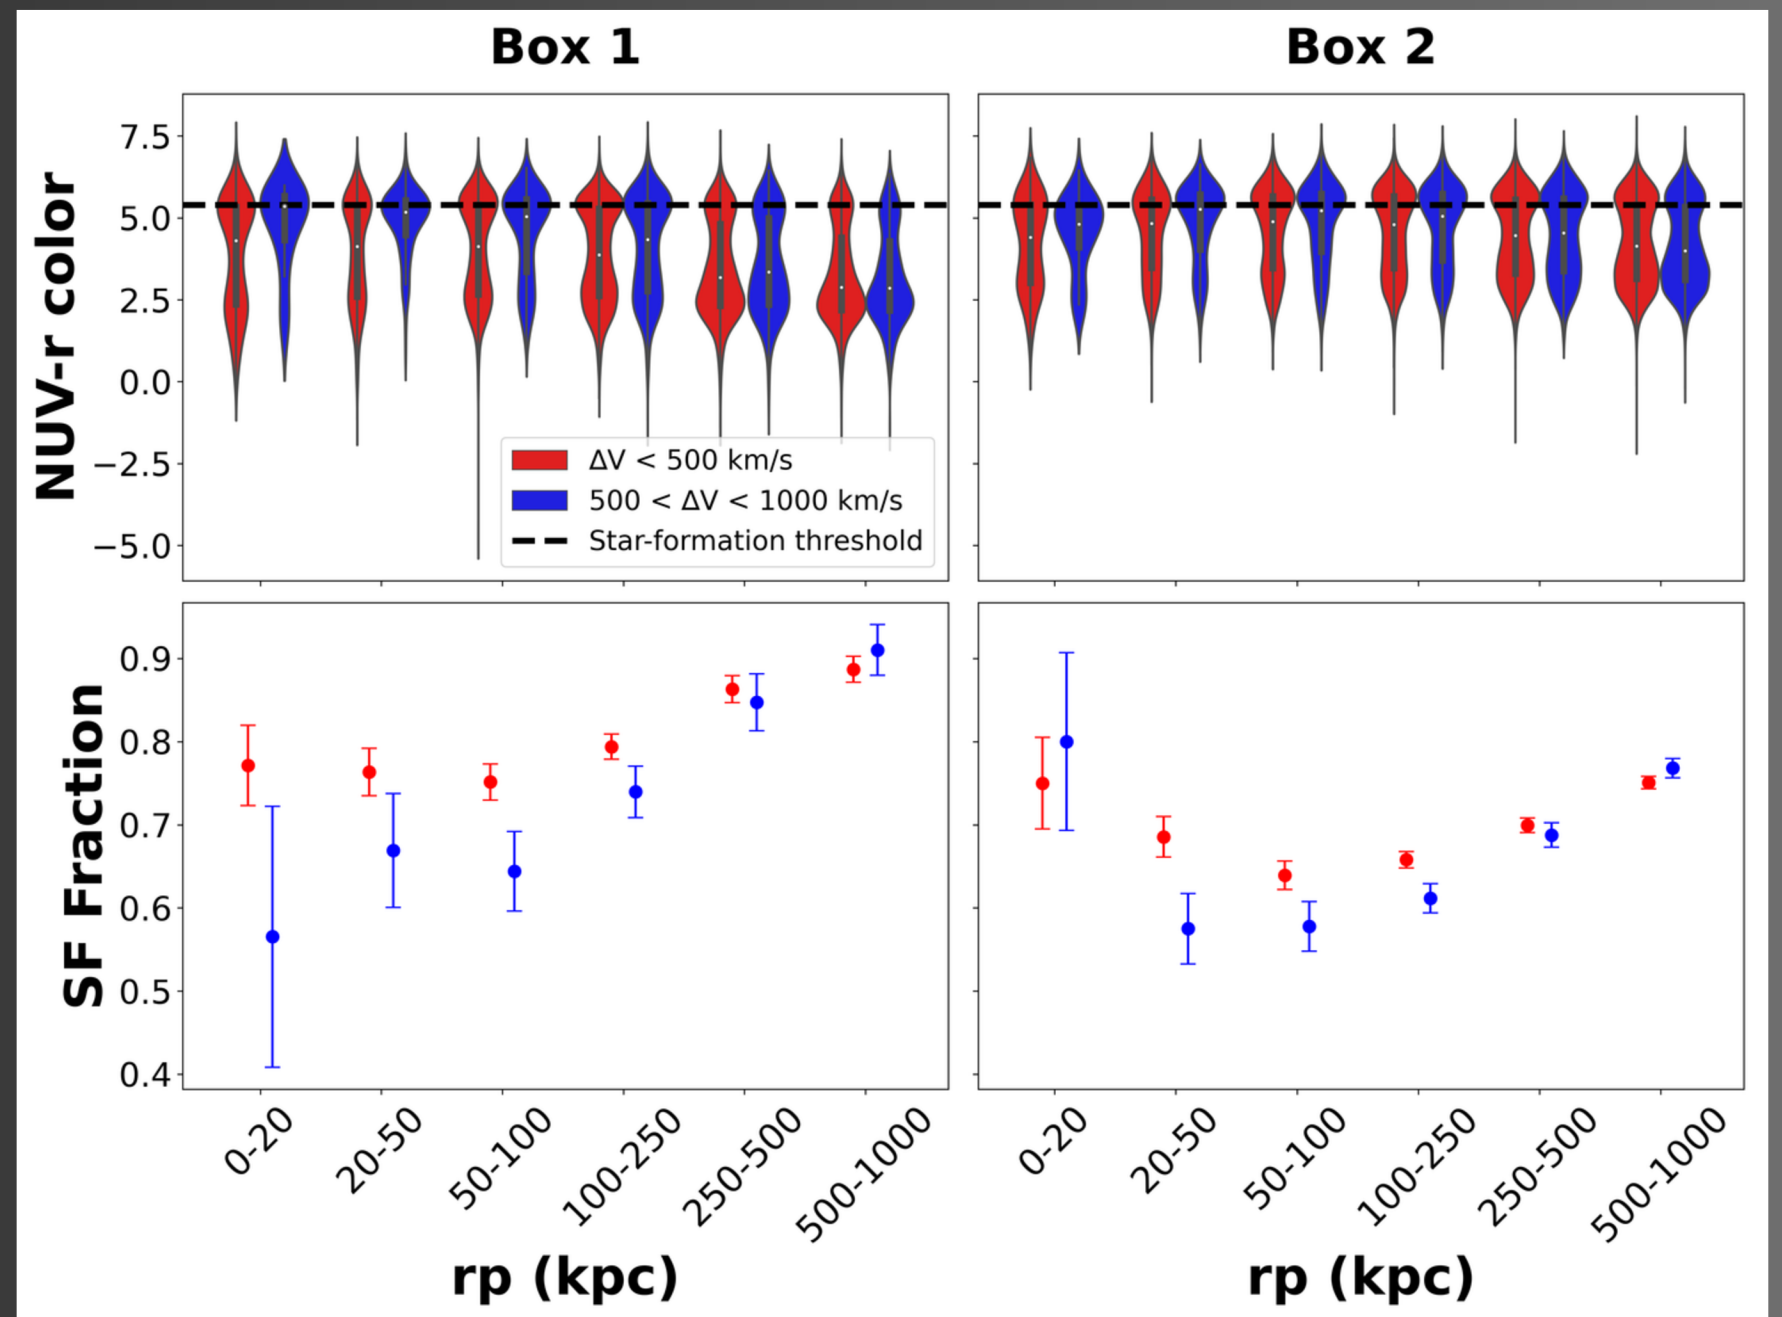 Box 1
Box 2
NUV-r color
7.5
5.0
2.5
0.0
−2.5
−5.0
ΔV < 500 km/s
500 < ΔV < 1000 km/s
Star-formation threshold
SF Fraction
0.9
0.8
0.7
0.6
0.5
0.4
0-20
20-50
50-100
100-250
250-500
500-1000
0-20
20-50
50-100
100-250
250-500
500-1000
rp (kpc)
rp (kpc)